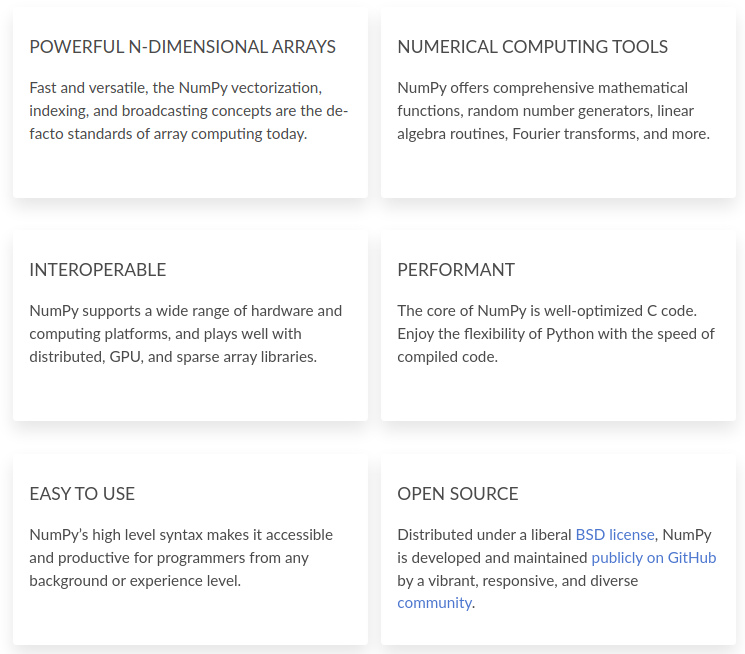 POWERFUL N-DIMENSIONAL ARRAYS
Fast and versatile, the NumPy vectorization,
indexing, and broadcasting concepts are the de-
facto standards of array computing today.
NUMERICAL COMPUTING TOOLS
NumPy offers comprehensive mathematical
functions, random number generators, linear
algebra routines, Fourier transforms, and more.
INTEROPERABLE
NumPy supports a wide range of hardware and
computing platforms, and plays well with
distributed, GPU, and sparse array libraries.
PERFORMANT
The core of NumPy is well-optimized C code.
Enjoy the flexibility of Python with the speed of
compiled code.
EASY TO USE
NumPy’s high level syntax makes it accessible
and productive for programmers from any
background or experience level.
OPEN SOURCE
Distributed under a liberal BSD license, NumPy
is developed and maintained publicly on GitHub
by a vibrant, responsive, and diverse
community.